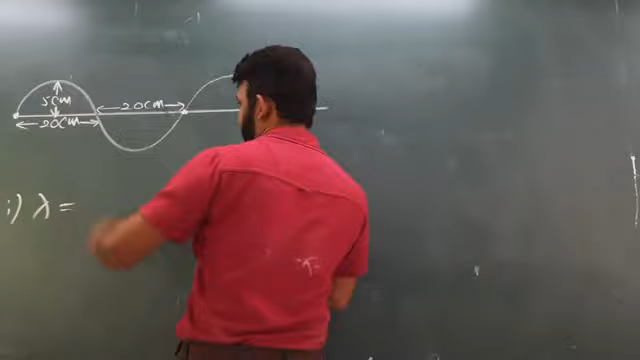 5cm
20cm
20cm
i) λ =